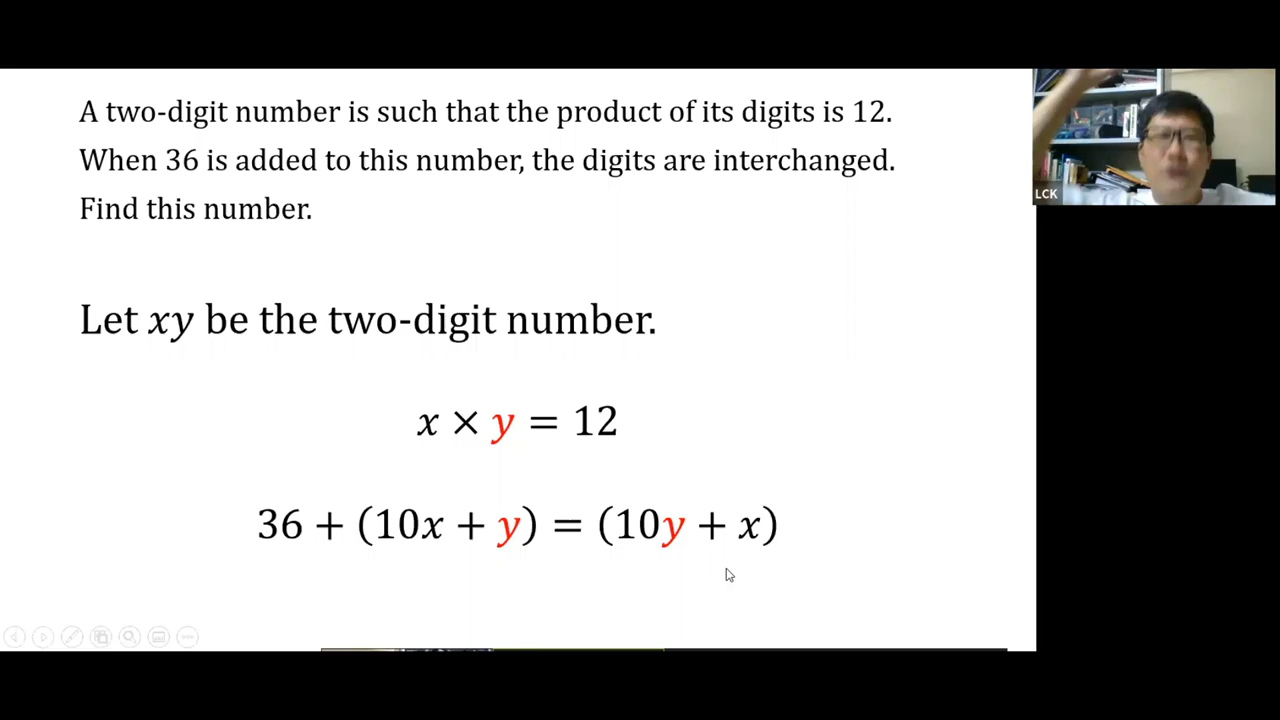 A two-digit number is such that the product of its digits is 12.
When 36 is added to this number, the digits are interchanged.
Find this number.
LCK
Let xy be the two-digit number.
x × y = 12
36 + (10x + y) = (10y + x)